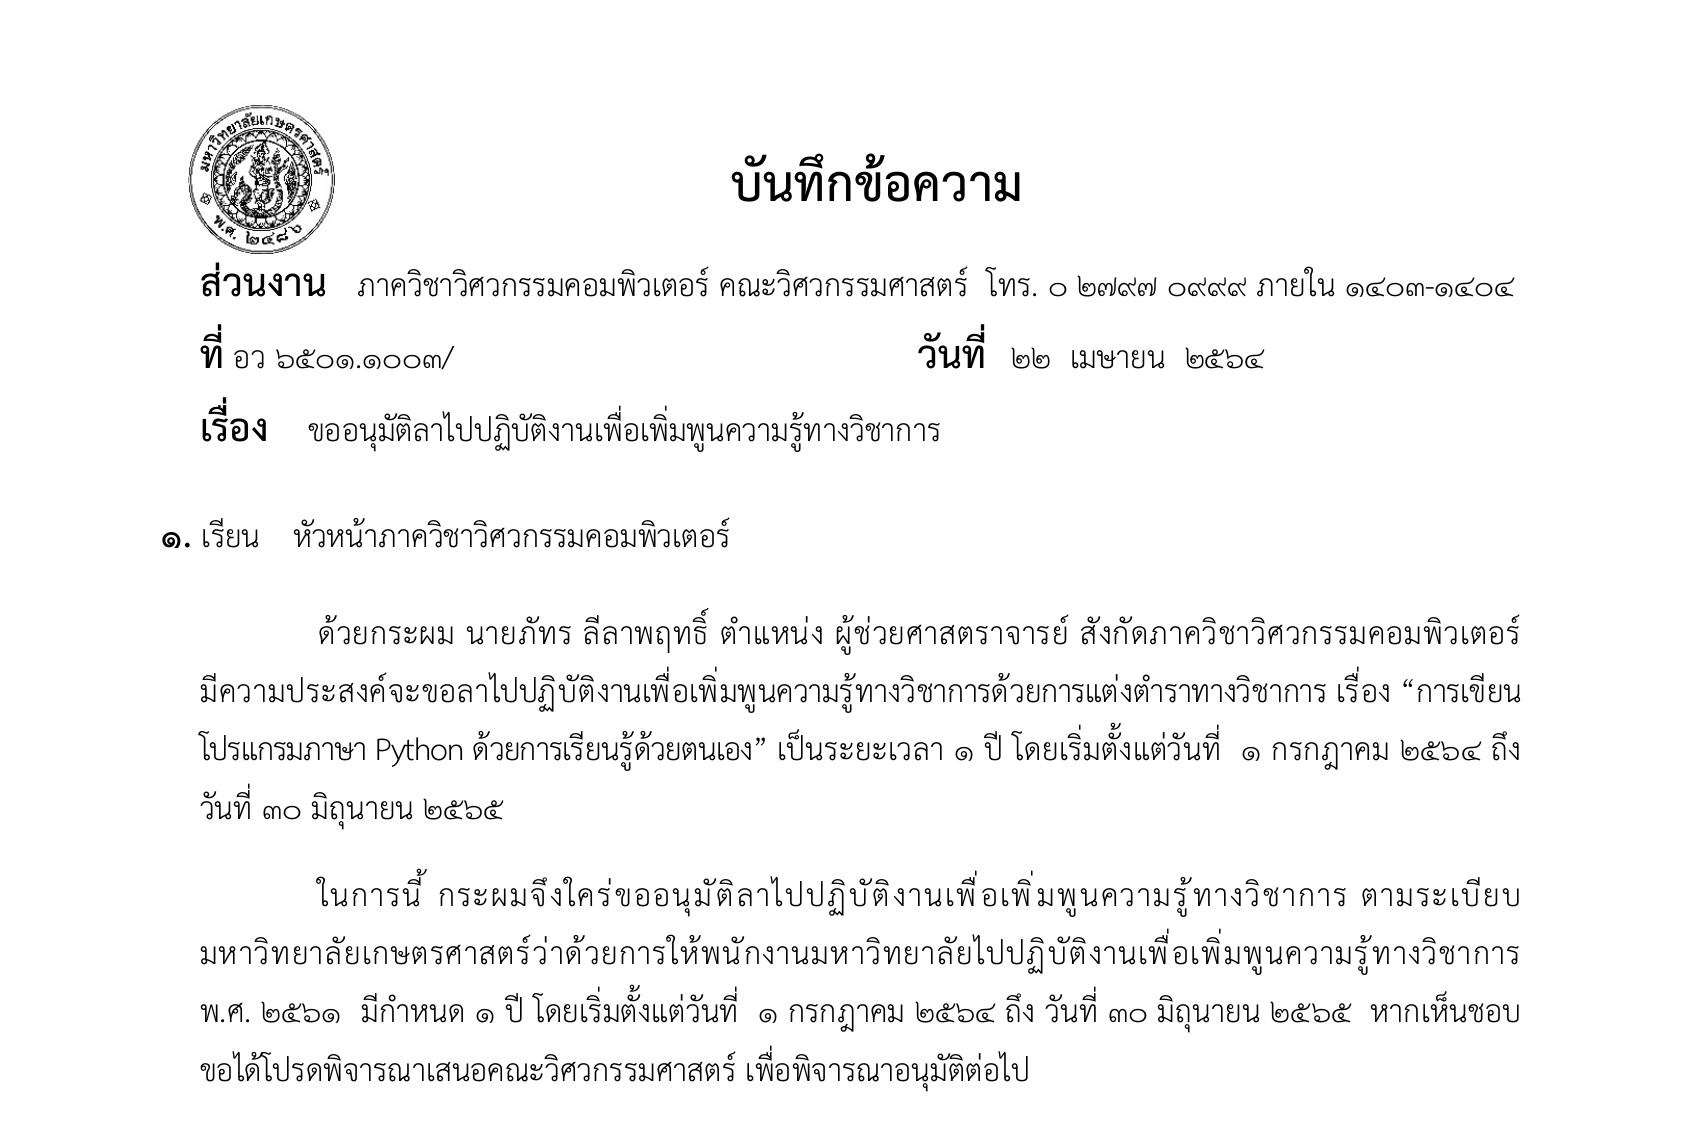 มหาวิทยาลัยเกษตรศาสตร์
พ.ศ. ๒๔๘๖
บันทึกข้อความ
ส่วนงาน ภาควิชาวิศวกรรมคอมพิวเตอร์ คณะวิศวกรรมศาสตร์ โทร. ๐ ๒๗๙๗ ๐๙๙๙ ภายใน ๑๔๐๓-๑๔๐๔
ที่ อว ๖๕๐๑.๑๐๐๓/ วันที่ ๒๒ เมษายน ๒๕๖๔
เรื่อง ขออนุมัติลาไปปฏิบัติงานเพื่อเพิ่มพูนความรู้ทางวิชาการ
๑. เรียน หัวหน้าภาควิชาวิศวกรรมคอมพิวเตอร์
ด้วยกระผม นายภัทร ลีลาพฤทธิ์ ตำแหน่ง ผู้ช่วยศาสตราจารย์ สังกัดภาควิชาวิศวกรรมคอมพิวเตอร์
มีความประสงค์จะขอลาไปปฏิบัติงานเพื่อเพิ่มพูนความรู้ทางวิชาการด้วยการแต่งตำราทางวิชาการ เรื่อง “การเขียน
โปรแกรมภาษา Python ด้วยการเรียนรู้ด้วยตนเอง” เป็นระยะเวลา ๑ ปี โดยเริ่มตั้งแต่วันที่ ๑ กรกฎาคม ๒๕๖๔ ถึง
วันที่ ๓๐ มิถุนายน ๒๕๖๕
ในการนี้ กระผมจึงใคร่ขออนุมัติลาไปปฏิบัติงานเพื่อเพิ่มพูนความรู้ทางวิชาการ ตามระเบียบ
มหาวิทยาลัยเกษตรศาสตร์ว่าด้วยการให้พนักงานมหาวิทยาลัยไปปฏิบัติงานเพื่อเพิ่มพูนความรู้ทางวิชาการ
พ.ศ. ๒๕๖๑ มีกำหนด ๑ ปี โดยเริ่มตั้งแต่วันที่ ๑ กรกฎาคม ๒๕๖๔ ถึง วันที่ ๓๐ มิถุนายน ๒๕๖๕ หากเห็นชอบ
ขอได้โปรดพิจารณาเสนอคณะวิศวกรรมศาสตร์ เพื่อพิจารณาอนุมัติต่อไป